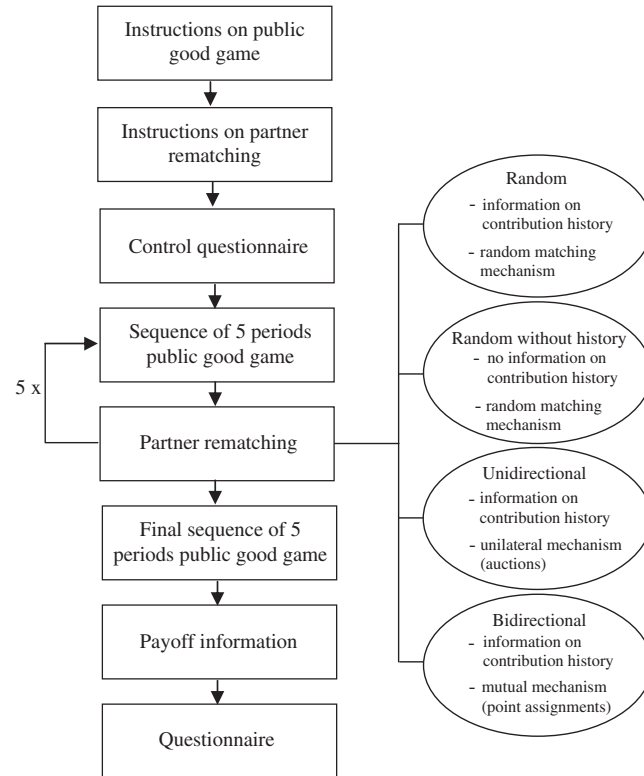 Instructions on public
good game
Instructions on partner
rematching
Control questionnaire
Sequence of 5 periods
public good game
5 x
Partner rematching
Final sequence of 5
periods public good game
Payoff information
Questionnaire
Random
- information on
contribution history
- random matching
mechanism
Random without history
- no information on
contribution history
- random matching
mechanism
Unidirectional
- information on
contribution history
- unilateral mechanism
(auctions)
Bidirectional
- information on
contribution history
- mutual mechanism
(point assignments)